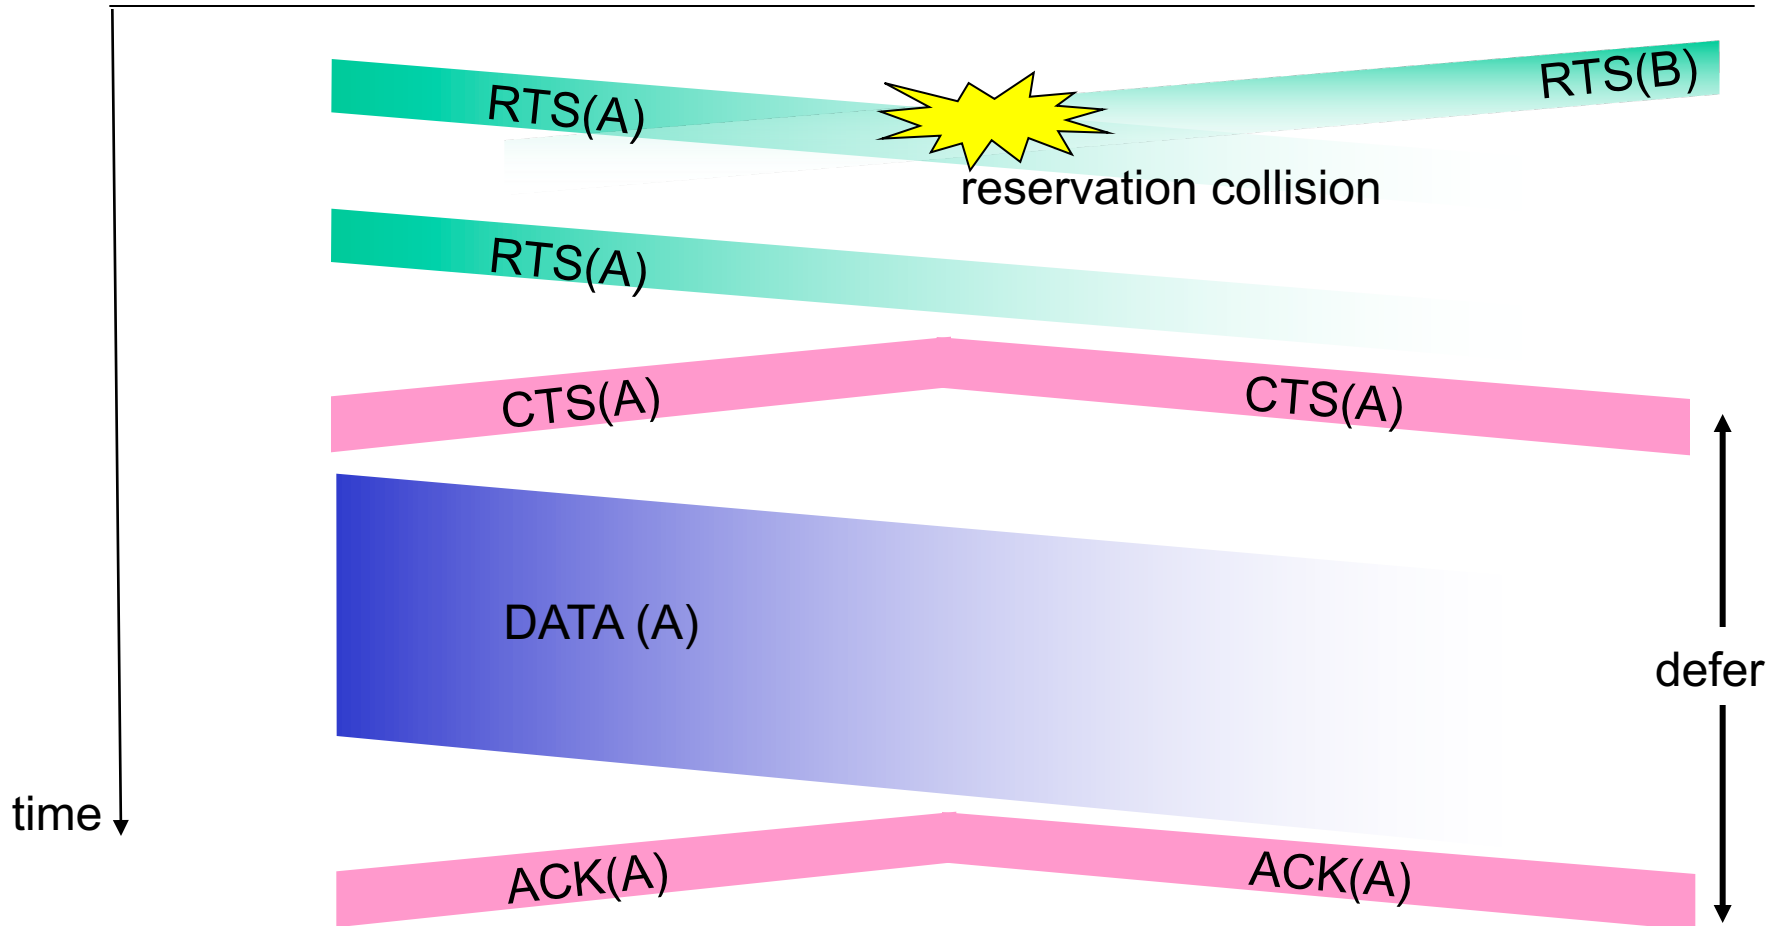 RTS(A)
RTS(B)
reservation collision
RTS(A)
CTS(A)
CTS(A)
DATA (A)
defer
time
ACK(A)
ACK(A)